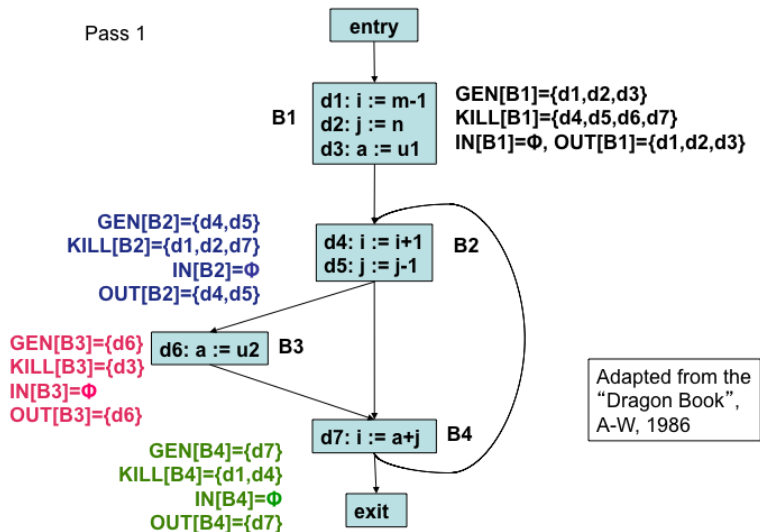 Pass 1
entry
B1
d1: i := m-1
d2: j := n
d3: a := u1
GEN[B1]={d1,d2,d3}
KILL[B1]={d4,d5,d6,d7}
IN[B1]=Φ, OUT[B1]={d1,d2,d3}
GEN[B2]={d4,d5}
KILL[B2]={d1,d2,d7}
IN[B2]=Φ
OUT[B2]={d4,d5}
d4: i := i+1
d5: j := j-1
B2
GEN[B3]={d6}
KILL[B3]={d3}
IN[B3]=Φ
OUT[B3]={d6}
d6: a := u2
B3
Adapted from the
“Dragon Book”,
A-W, 1986
d7: i := a+j
B4
GEN[B4]={d7}
KILL[B4]={d1,d4}
IN[B4]=Φ
OUT[B4]={d7}
exit